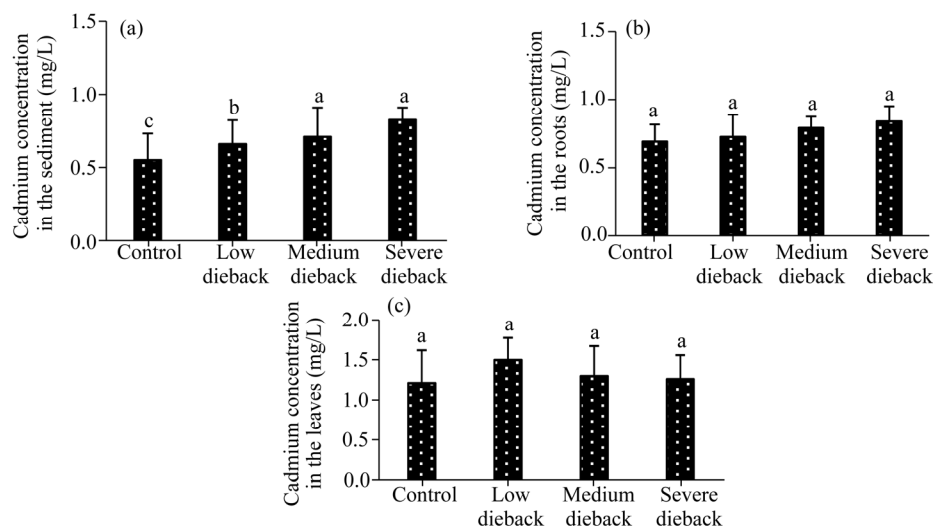 (a)
Cadmium concentration
in the sediment (mg/L)
1.5
1.0
0.5
0.0
c
b
a
a
Control
Low
dieback
Medium
dieback
Severe
dieback
(b)
Cadmium concentration
in the roots (mg/L)
1.5
1.0
0.5
0.0
a
a
a
a
Control
Low
dieback
Medium
dieback
Severe
dieback
(c)
Cadmium concentration
in the leaves (mg/L)
2.0
1.5
1.0
0.5
0.0
a
a
a
a
Control
Low
dieback
Medium
dieback
Severe
dieback